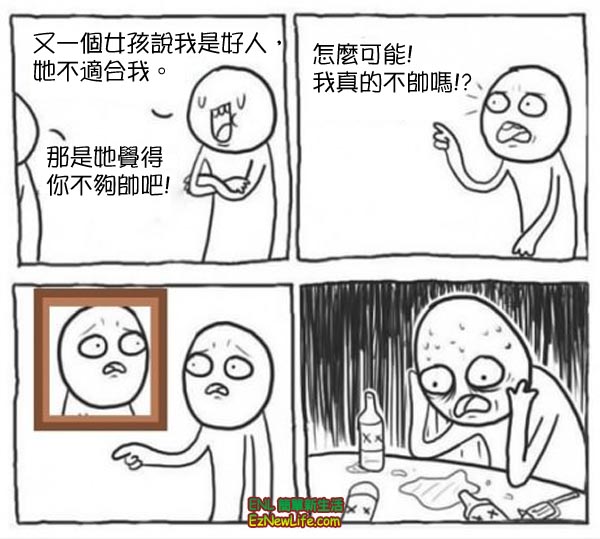 又一個女孩說我是好人，
她不適合我。
那是她覺得
你不夠帥吧!
怎麼可能!
我真的不帥嗎!?
ENL 簡單新生活
EzNewLife.com